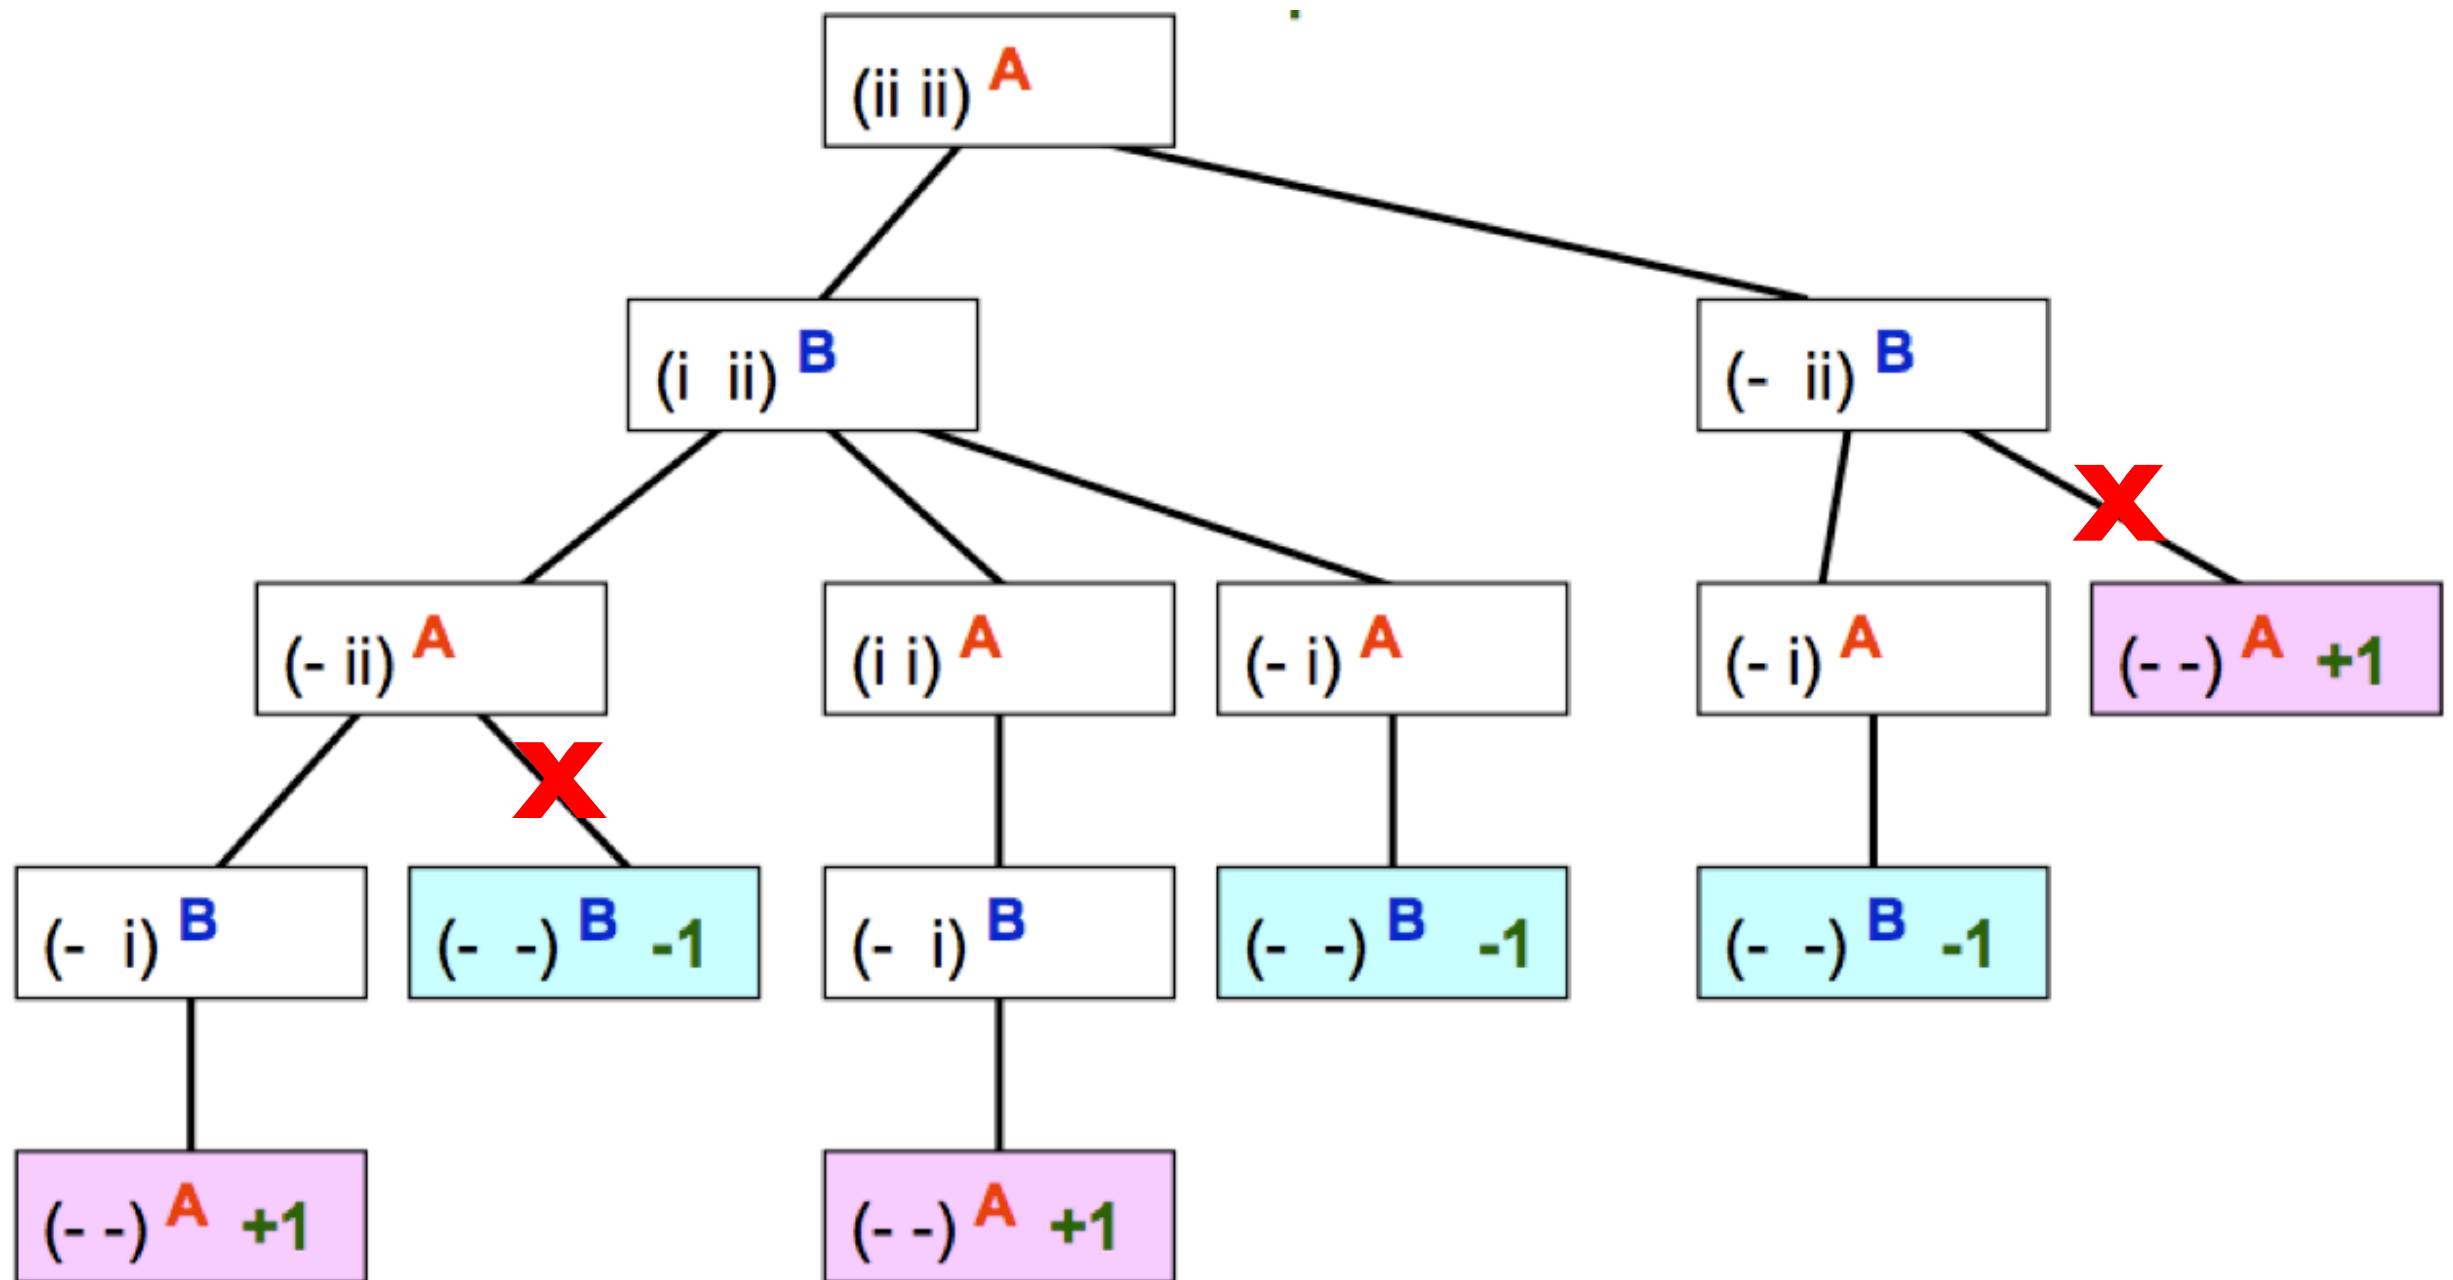 (ii ii) A
(i ii) B
(- ii) B
X
(- ii) A
(i i) A
(- i) A
(- i) A
(- -) A +1
X
(- i) B
(- -) B -1
(- i) B
(- -) B -1
(- -) B -1
(- -) A +1
(- -) A +1